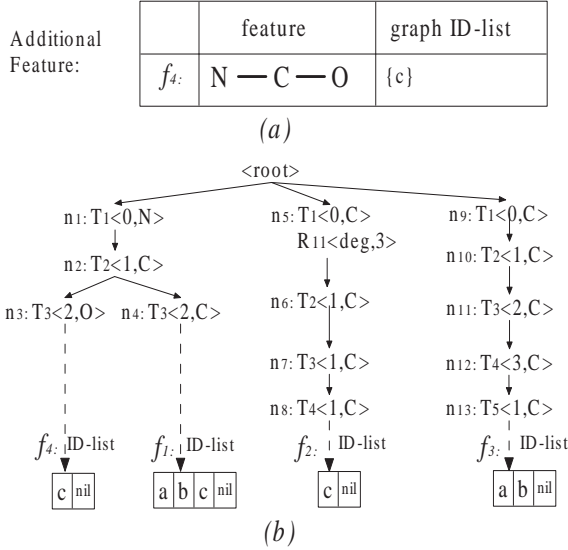 Additional Feature:
feature graph ID-list
f4: N C O {c}
(a)
<root>
n1: T1<0,N> n5: T1<0,C> n9: T1<0,C>
R11<deg,3>
n2: T2<1,C> n10: T2<1,C>
n3: T3<2,O> n4: T3<2,C> n6: T2<1,C> n11: T3<2,C>
n7: T3<1,C> n12: T4<3,C>
n8: T4<1,C> n13: T5<1,C>
f4: ID-list f1: ID-list f2: ID-list f3: ID-list
c nil a b c nil c nil a b nil
(b)